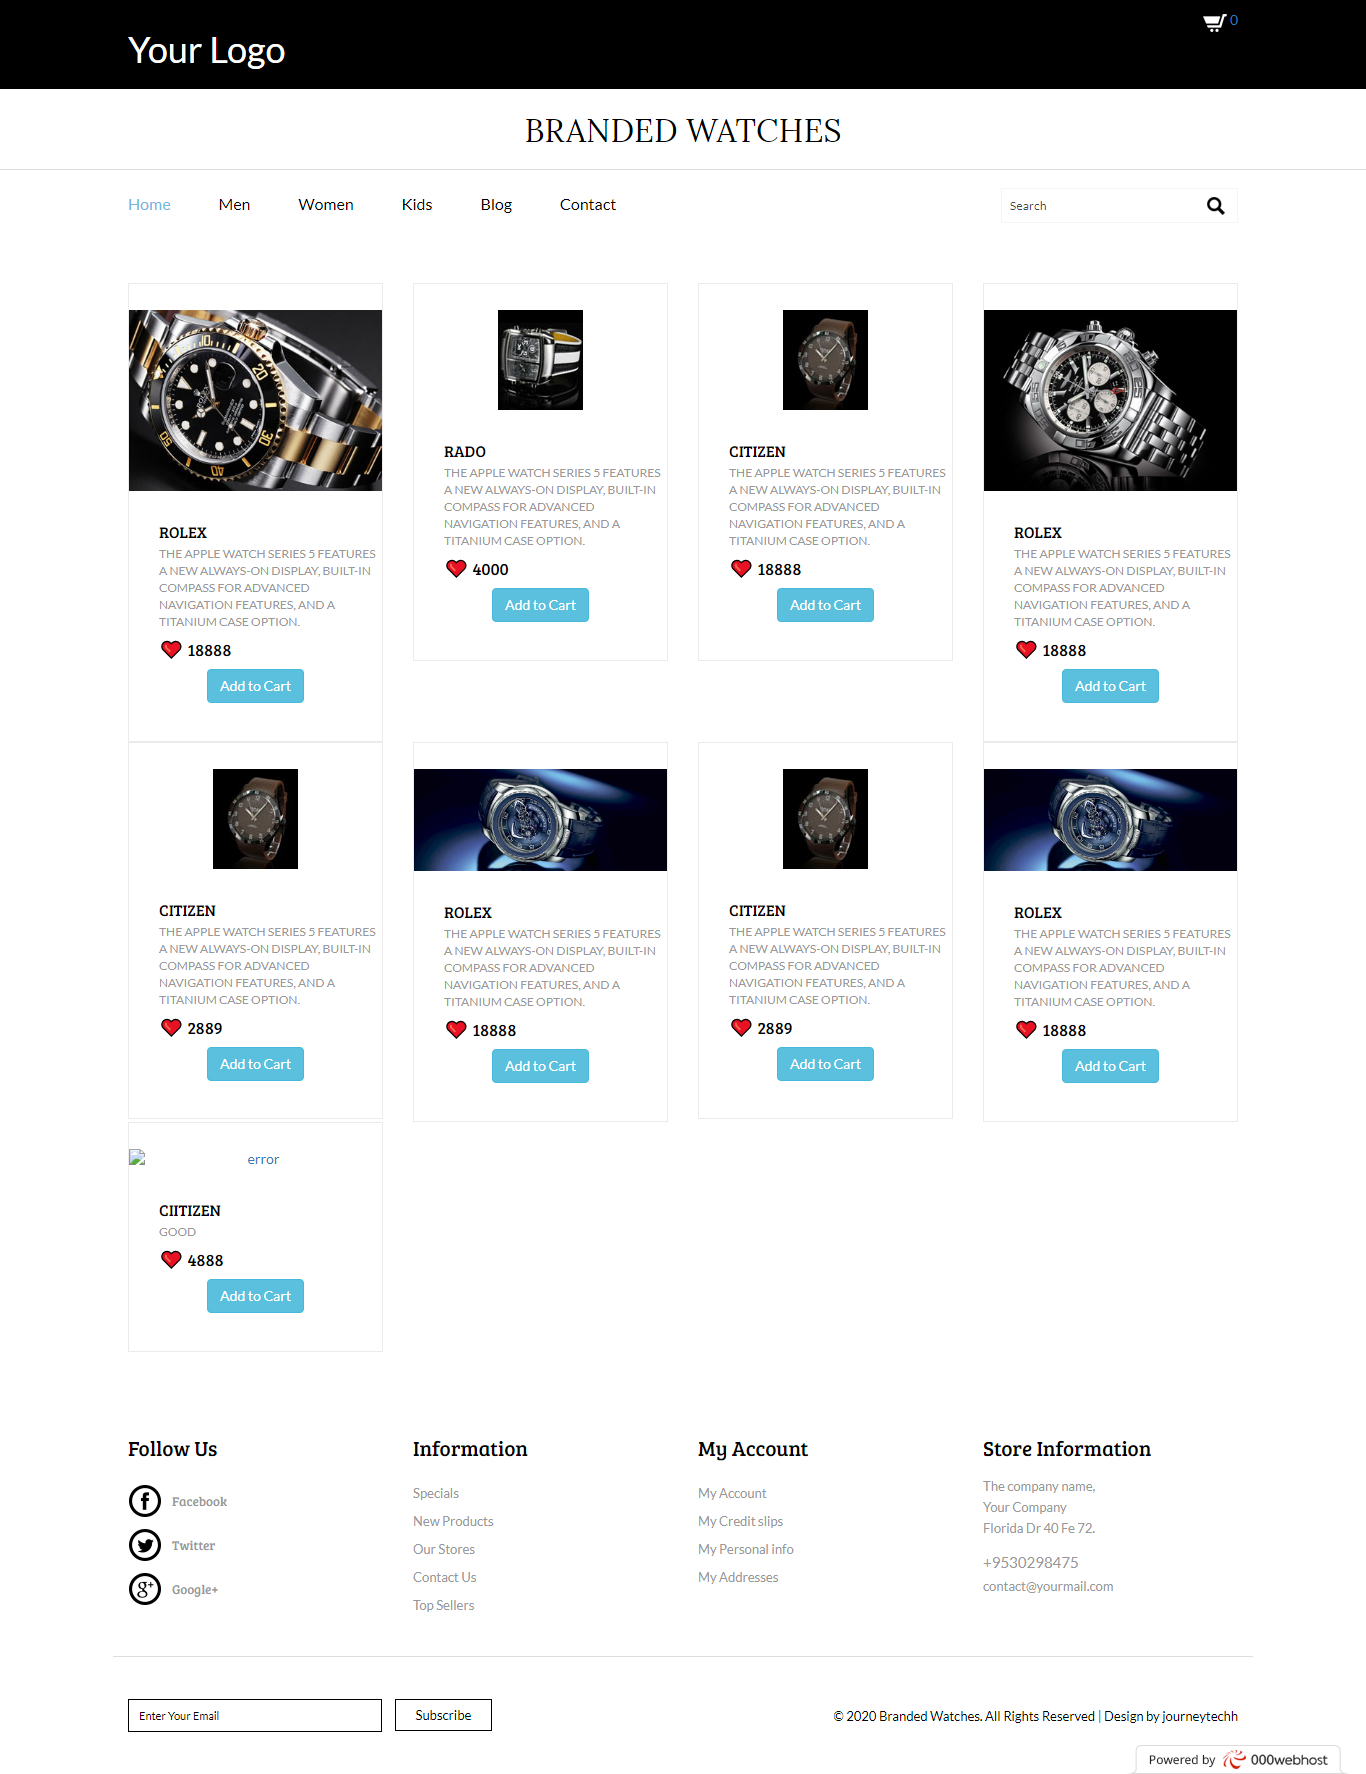 0
Your Logo
BRANDED WATCHES
Home Men Women Kids Blog Contact
Search
ROLEX
THE APPLE WATCH SERIES 5 FEATURES
A NEW ALWAYS-ON DISPLAY, BUILT-IN
COMPASS FOR ADVANCED
NAVIGATION FEATURES, AND A
TITANIUM CASE OPTION.
18888
Add to Cart
RADO
THE APPLE WATCH SERIES 5 FEATURES
A NEW ALWAYS-ON DISPLAY, BUILT-IN
COMPASS FOR ADVANCED
NAVIGATION FEATURES, AND A
TITANIUM CASE OPTION.
4000
Add to Cart
CITIZEN
THE APPLE WATCH SERIES 5 FEATURES
A NEW ALWAYS-ON DISPLAY, BUILT-IN
COMPASS FOR ADVANCED
NAVIGATION FEATURES, AND A
TITANIUM CASE OPTION.
18888
Add to Cart
ROLEX
THE APPLE WATCH SERIES 5 FEATURES
A NEW ALWAYS-ON DISPLAY, BUILT-IN
COMPASS FOR ADVANCED
NAVIGATION FEATURES, AND A
TITANIUM CASE OPTION.
18888
Add to Cart
CITIZEN
THE APPLE WATCH SERIES 5 FEATURES
A NEW ALWAYS-ON DISPLAY, BUILT-IN
COMPASS FOR ADVANCED
NAVIGATION FEATURES, AND A
TITANIUM CASE OPTION.
2889
Add to Cart
ROLEX
THE APPLE WATCH SERIES 5 FEATURES
A NEW ALWAYS-ON DISPLAY, BUILT-IN
COMPASS FOR ADVANCED
NAVIGATION FEATURES, AND A
TITANIUM CASE OPTION.
18888
Add to Cart
CITIZEN
THE APPLE WATCH SERIES 5 FEATURES
A NEW ALWAYS-ON DISPLAY, BUILT-IN
COMPASS FOR ADVANCED
NAVIGATION FEATURES, AND A
TITANIUM CASE OPTION.
2889
Add to Cart
ROLEX
THE APPLE WATCH SERIES 5 FEATURES
A NEW ALWAYS-ON DISPLAY, BUILT-IN
COMPASS FOR ADVANCED
NAVIGATION FEATURES, AND A
TITANIUM CASE OPTION.
18888
Add to Cart
error
CIITIZEN
GOOD
4888
Add to Cart
Follow Us
Facebook
Twitter
Google+
Information
Specials
New Products
Our Stores
Contact Us
Top Sellers
My Account
My Account
My Credit slips
My Personal info
My Addresses
Store Information
The company name,
Your Company
Florida Dr 40 Fe 72.
+9530298475
contact@yourmail.com
Enter Your Email
Subscribe
© 2020 Branded Watches. All Rights Reserved | Design by journeytechh
Powered by 000webhost